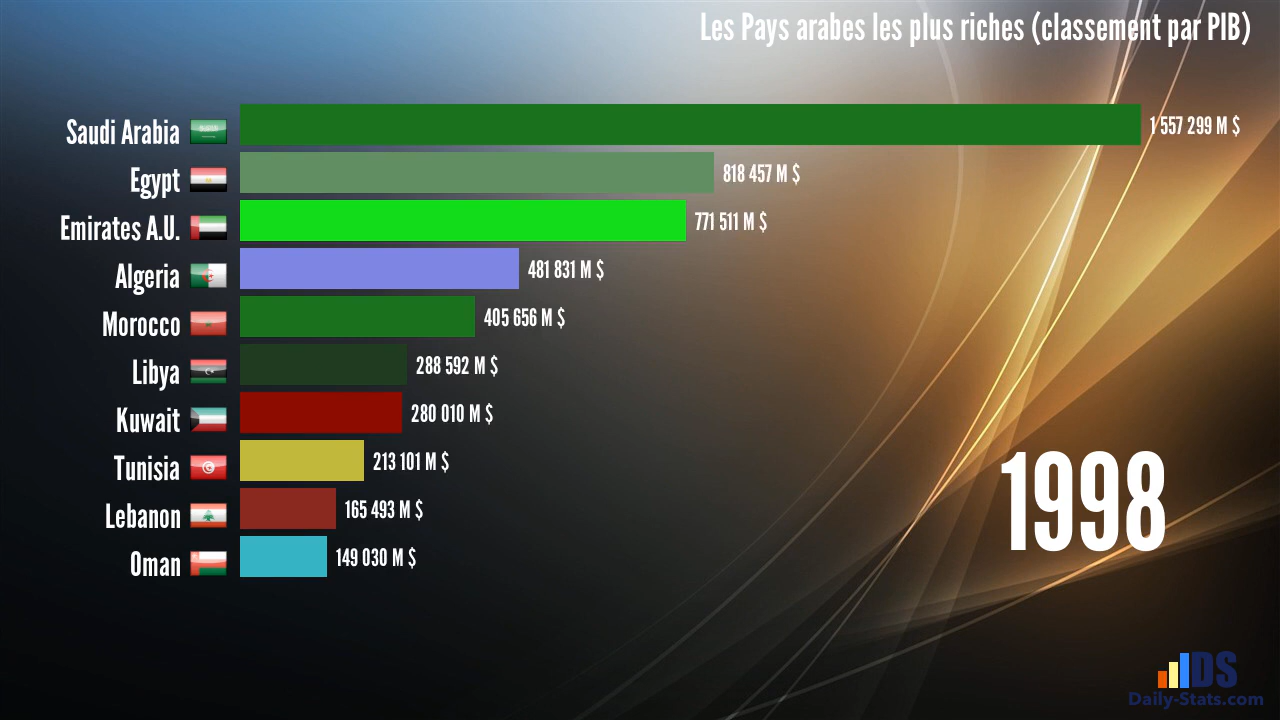 Les Pays arabes les plus riches (classement par PIB)
Saudi Arabia 1 557 299 M $
Egypt 818 457 M $
Emirates A.U. 771 511 M $
Algeria 481 831 M $
Morocco 405 656 M $
Libya 288 592 M $
Kuwait 280 010 M $
Tunisia 213 101 M $
Lebanon 165 493 M $
Oman 149 030 M $
1998
DS
Daily-Stats.com